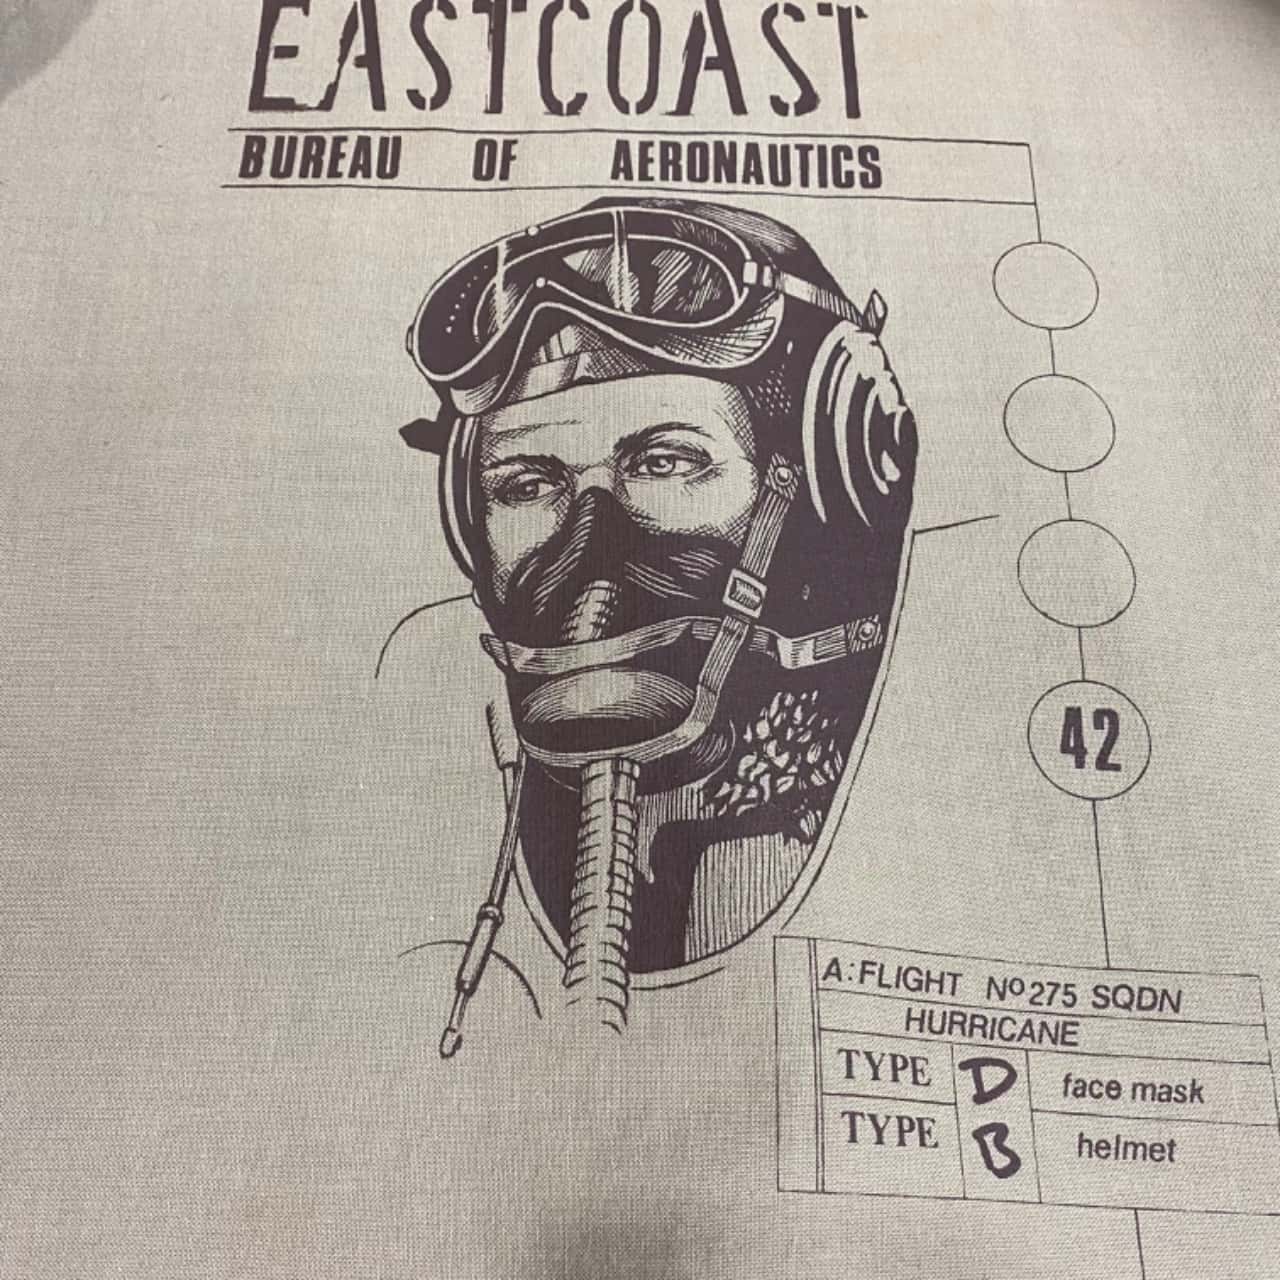 EASTCOAST
BUREAU OF AERONAUTICS
42
A:FLIGHT Nº275 SQDN
HURRICANE
TYPE D face mask
TYPE B helmet